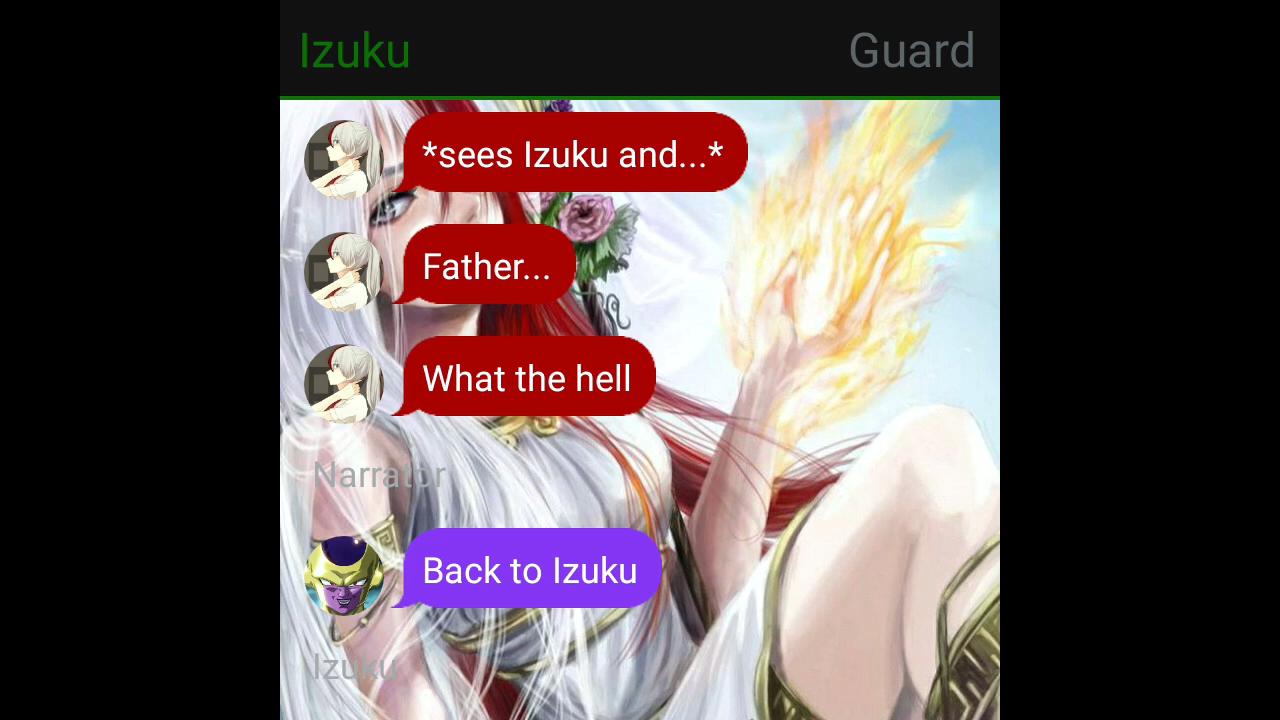 Izuku
Guard
*sees Izuku and...*
Father...
What the hell
Narrator
Back to Izuku
Izuku